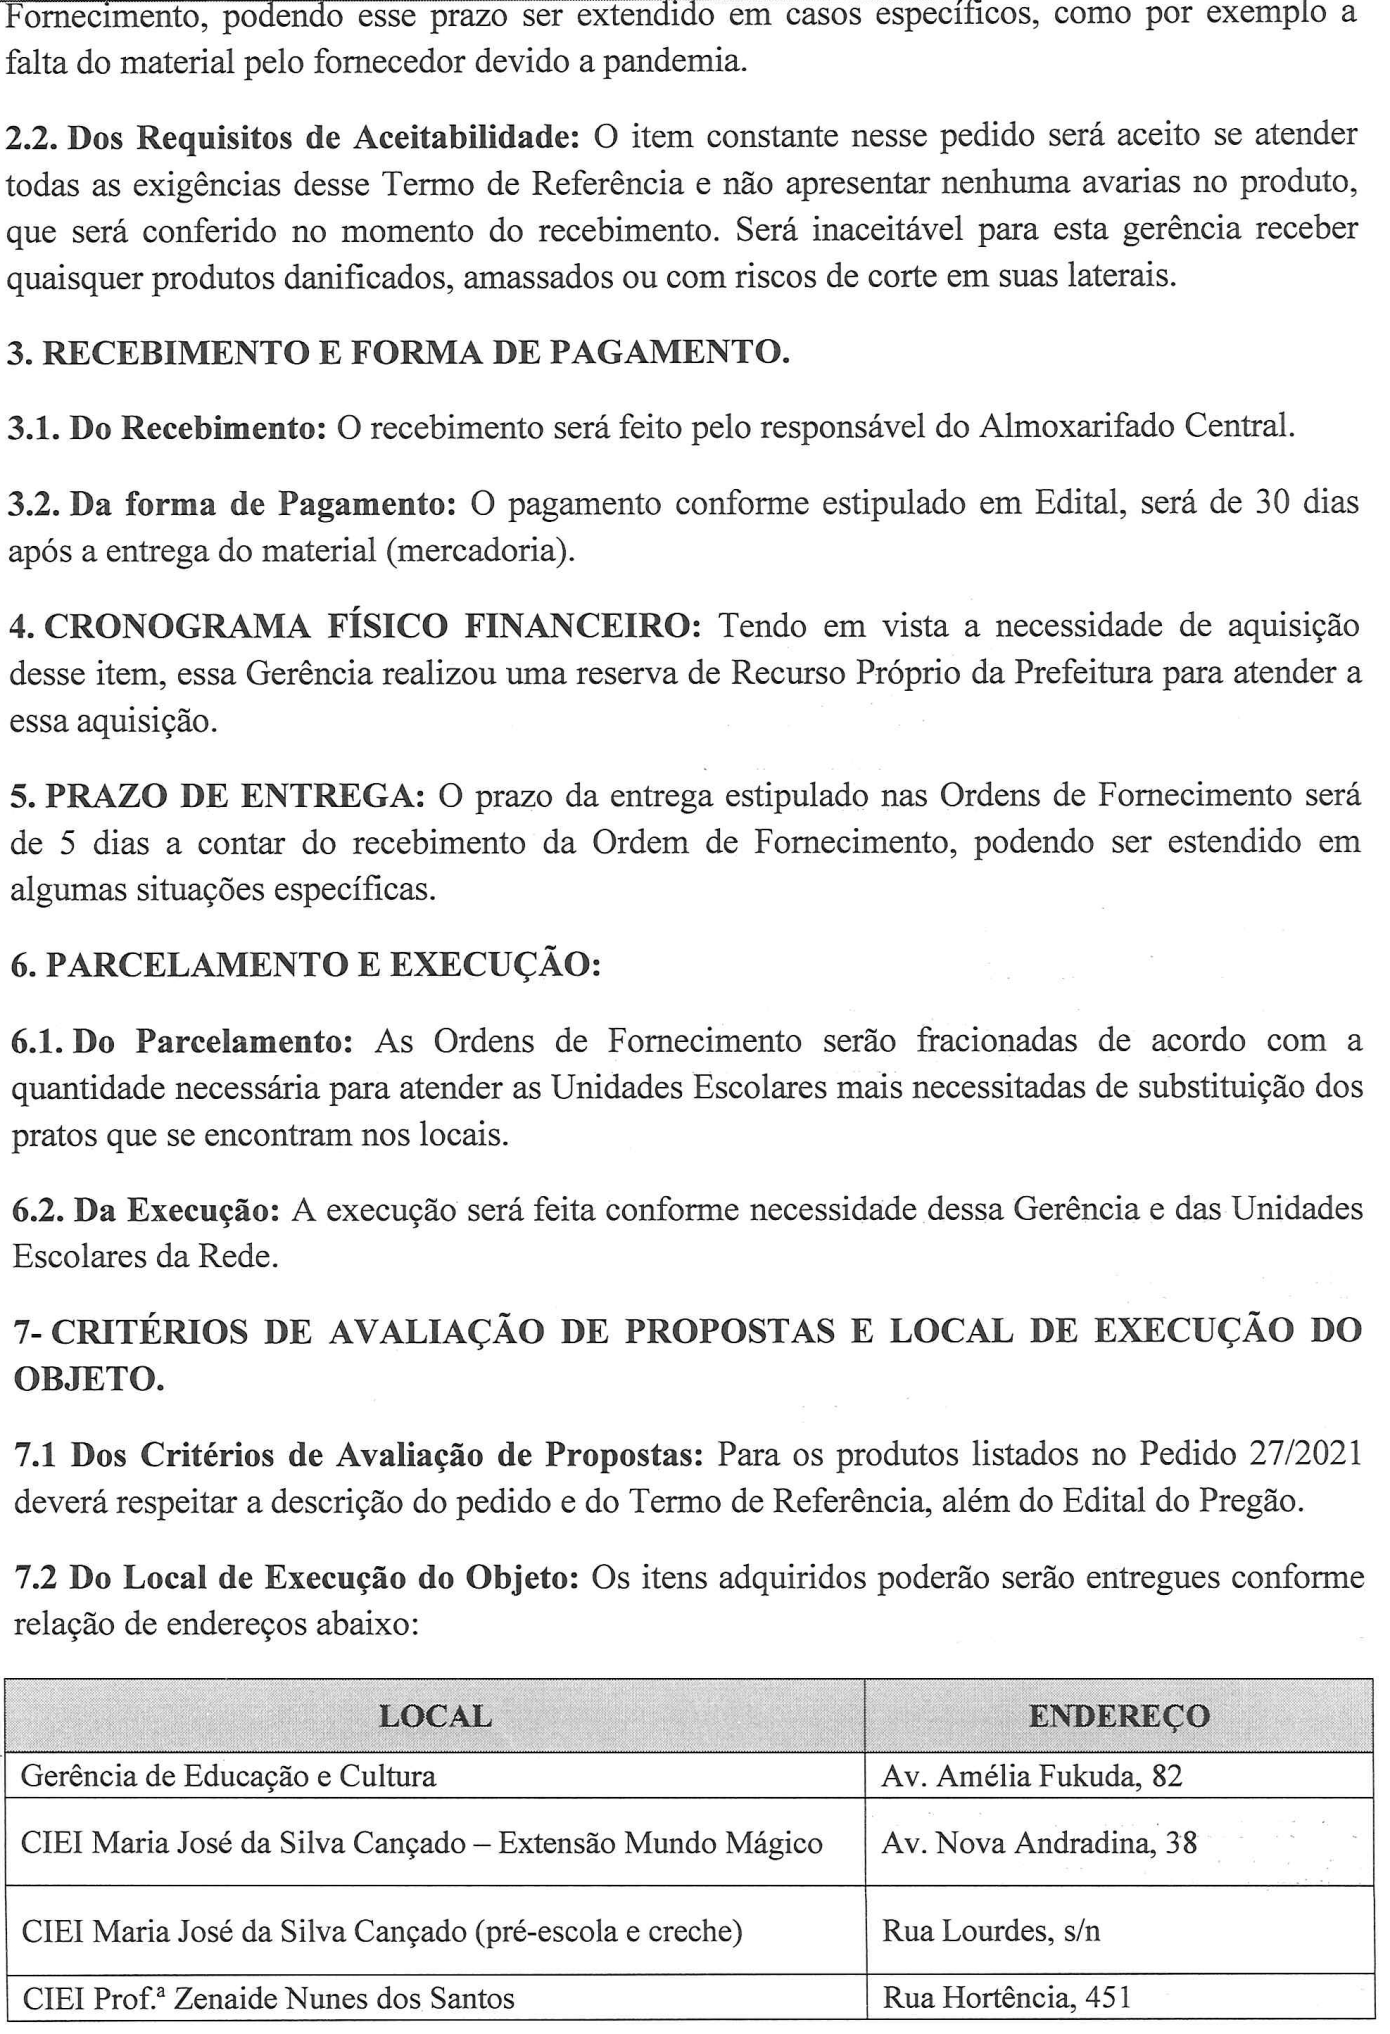 Fornecimento, podendo esse prazo ser extendido em casos específicos, como por exemplo a
falta do material pelo fornecedor devido a pandemia.
2.2. Dos Requisitos de Aceitabilidade: O item constante nesse pedido será aceito se atender
todas as exigências desse Termo de Referência e não apresentar nenhuma avarias no produto,
que será conferido no momento do recebimento. Será inaceitável para esta gerência receber
quaisquer produtos danificados, amassados ou com riscos de corte em suas laterais.
3. RECEBIMENTO E FORMA DE PAGAMENTO.
3.1. Do Recebimento: O recebimento será feito pelo responsável do Almoxarifado Central.
3.2. Da forma de Pagamento: O pagamento conforme estipulado em Edital, será de 30 dias
após a entrega do material (mercadoria).
4. CRONOGRAMA FÍSICO FINANCEIRO: Tendo em vista a necessidade de aquisição
desse item, essa Gerência realizou uma reserva de Recurso Próprio da Prefeitura para atender a
essa aquisição.
5. PRAZO DE ENTREGA: O prazo da entrega estipulado nas Ordens de Fornecimento será
de 5 dias a contar do recebimento da Ordem de Fornecimento, podendo ser estendido em
algumas situações específicas.
6. PARCELAMENTO E EXECUÇÃO:
6.1. Do Parcelamento: As Ordens de Fornecimento serão fracionadas de acordo com a
quantidade necessária para atender as Unidades Escolares mais necessitadas de substituição dos
pratos que se encontram nos locais.
6.2. Da Execução: A execução será feita conforme necessidade dessa Gerência e das Unidades
Escolares da Rede.
7- CRITÉRIOS DE AVALIAÇÃO DE PROPOSTAS E LOCAL DE EXECUÇÃO DO
OBJETO.
7.1 Dos Critérios de Avaliação de Propostas: Para os produtos listados no Pedido 27/2021
deverá respeitar a descrição do pedido e do Termo de Referência, além do Edital do Pregão.
7.2 Do Local de Execução do Objeto: Os itens adquiridos poderão serão entregues conforme
relação de endereços abaixo:
LOCAL ENDEREÇO
Gerência de Educação e Cultura Av. Amélia Fukuda, 82
CIEI Maria José da Silva Cançado – Extensão Mundo Mágico Av. Nova Andradina, 38
CIEI Maria José da Silva Cançado (pré-escola e creche) Rua Lourdes, s/n
CIEI Prof.ª Zenaide Nunes dos Santos Rua Hortência, 451